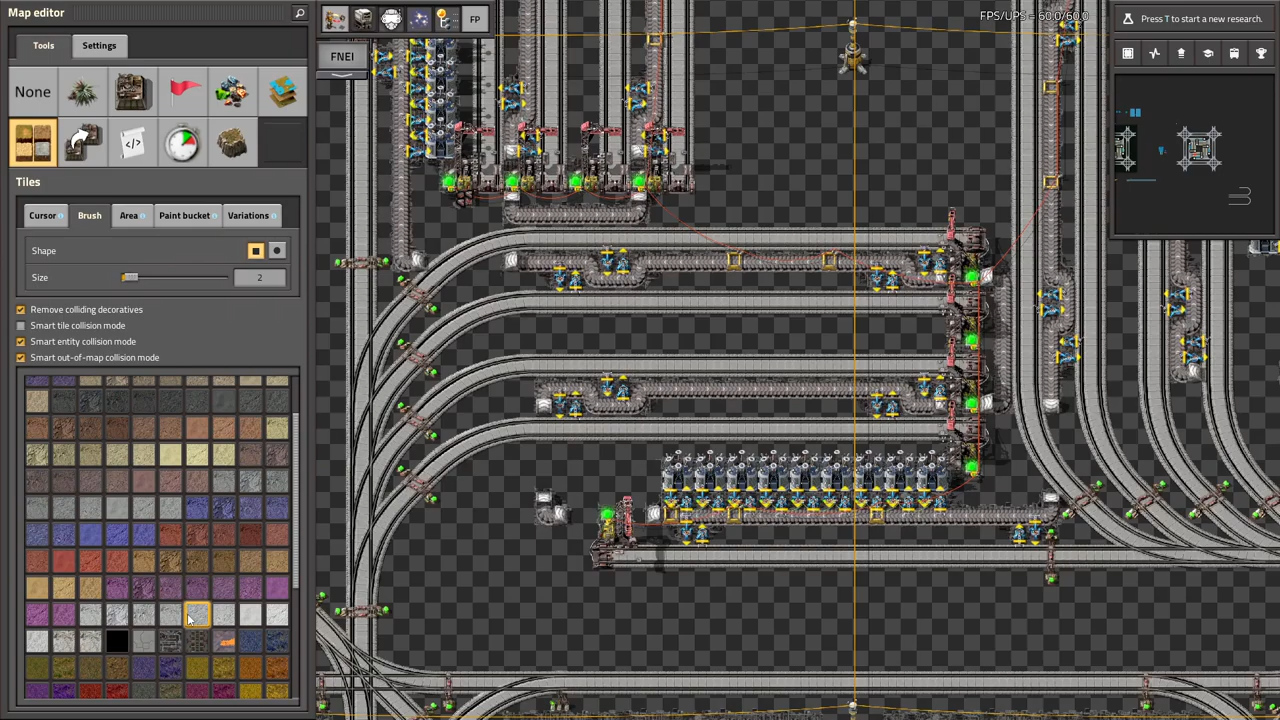 Map editor
Tools
Settings
None
Tiles
Cursor
Brush
Area
Paint bucket
Variations
Shape
Size
2
Remove colliding decoratives
Smart tile collision mode
Smart entity collision mode
Smart out-of-map collision mode
FP
FNEI
FPS/UPS = 60.0/60.0
Press T to start a new research.